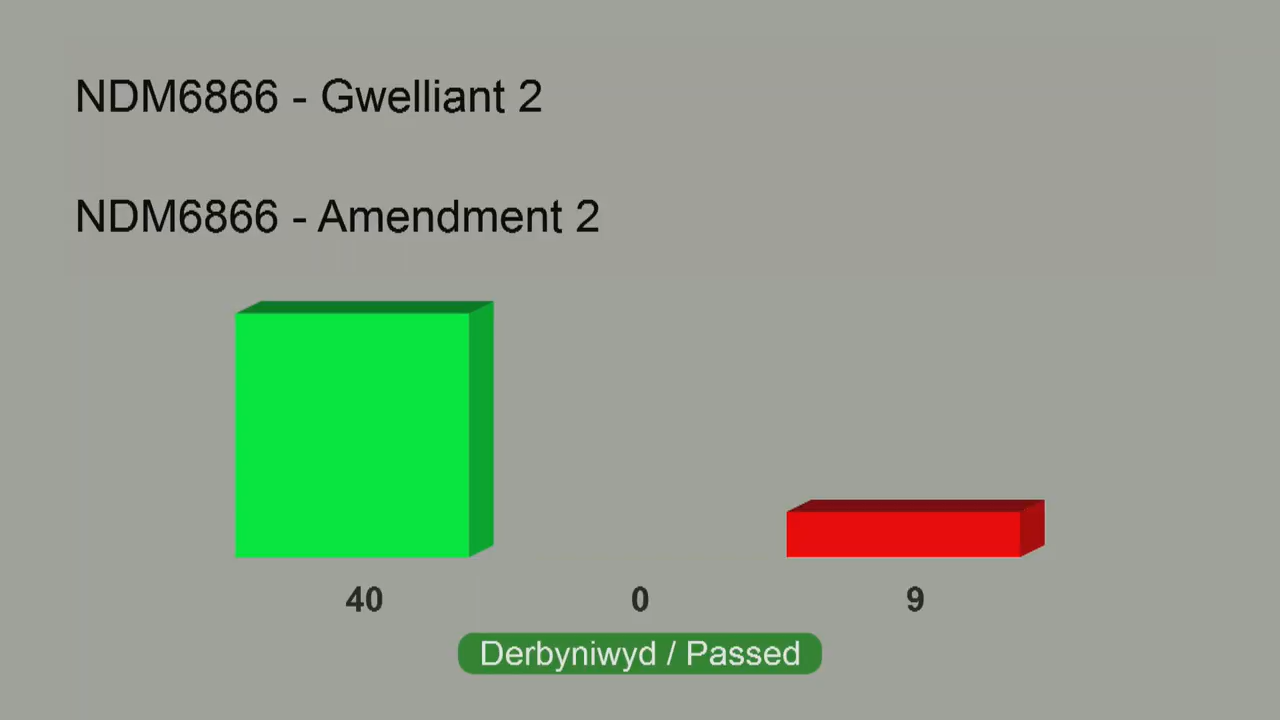 NDM6866 - Gwelliant 2
NDM6866 - Amendment 2
40 0 9
Derbyniwyd / Passed